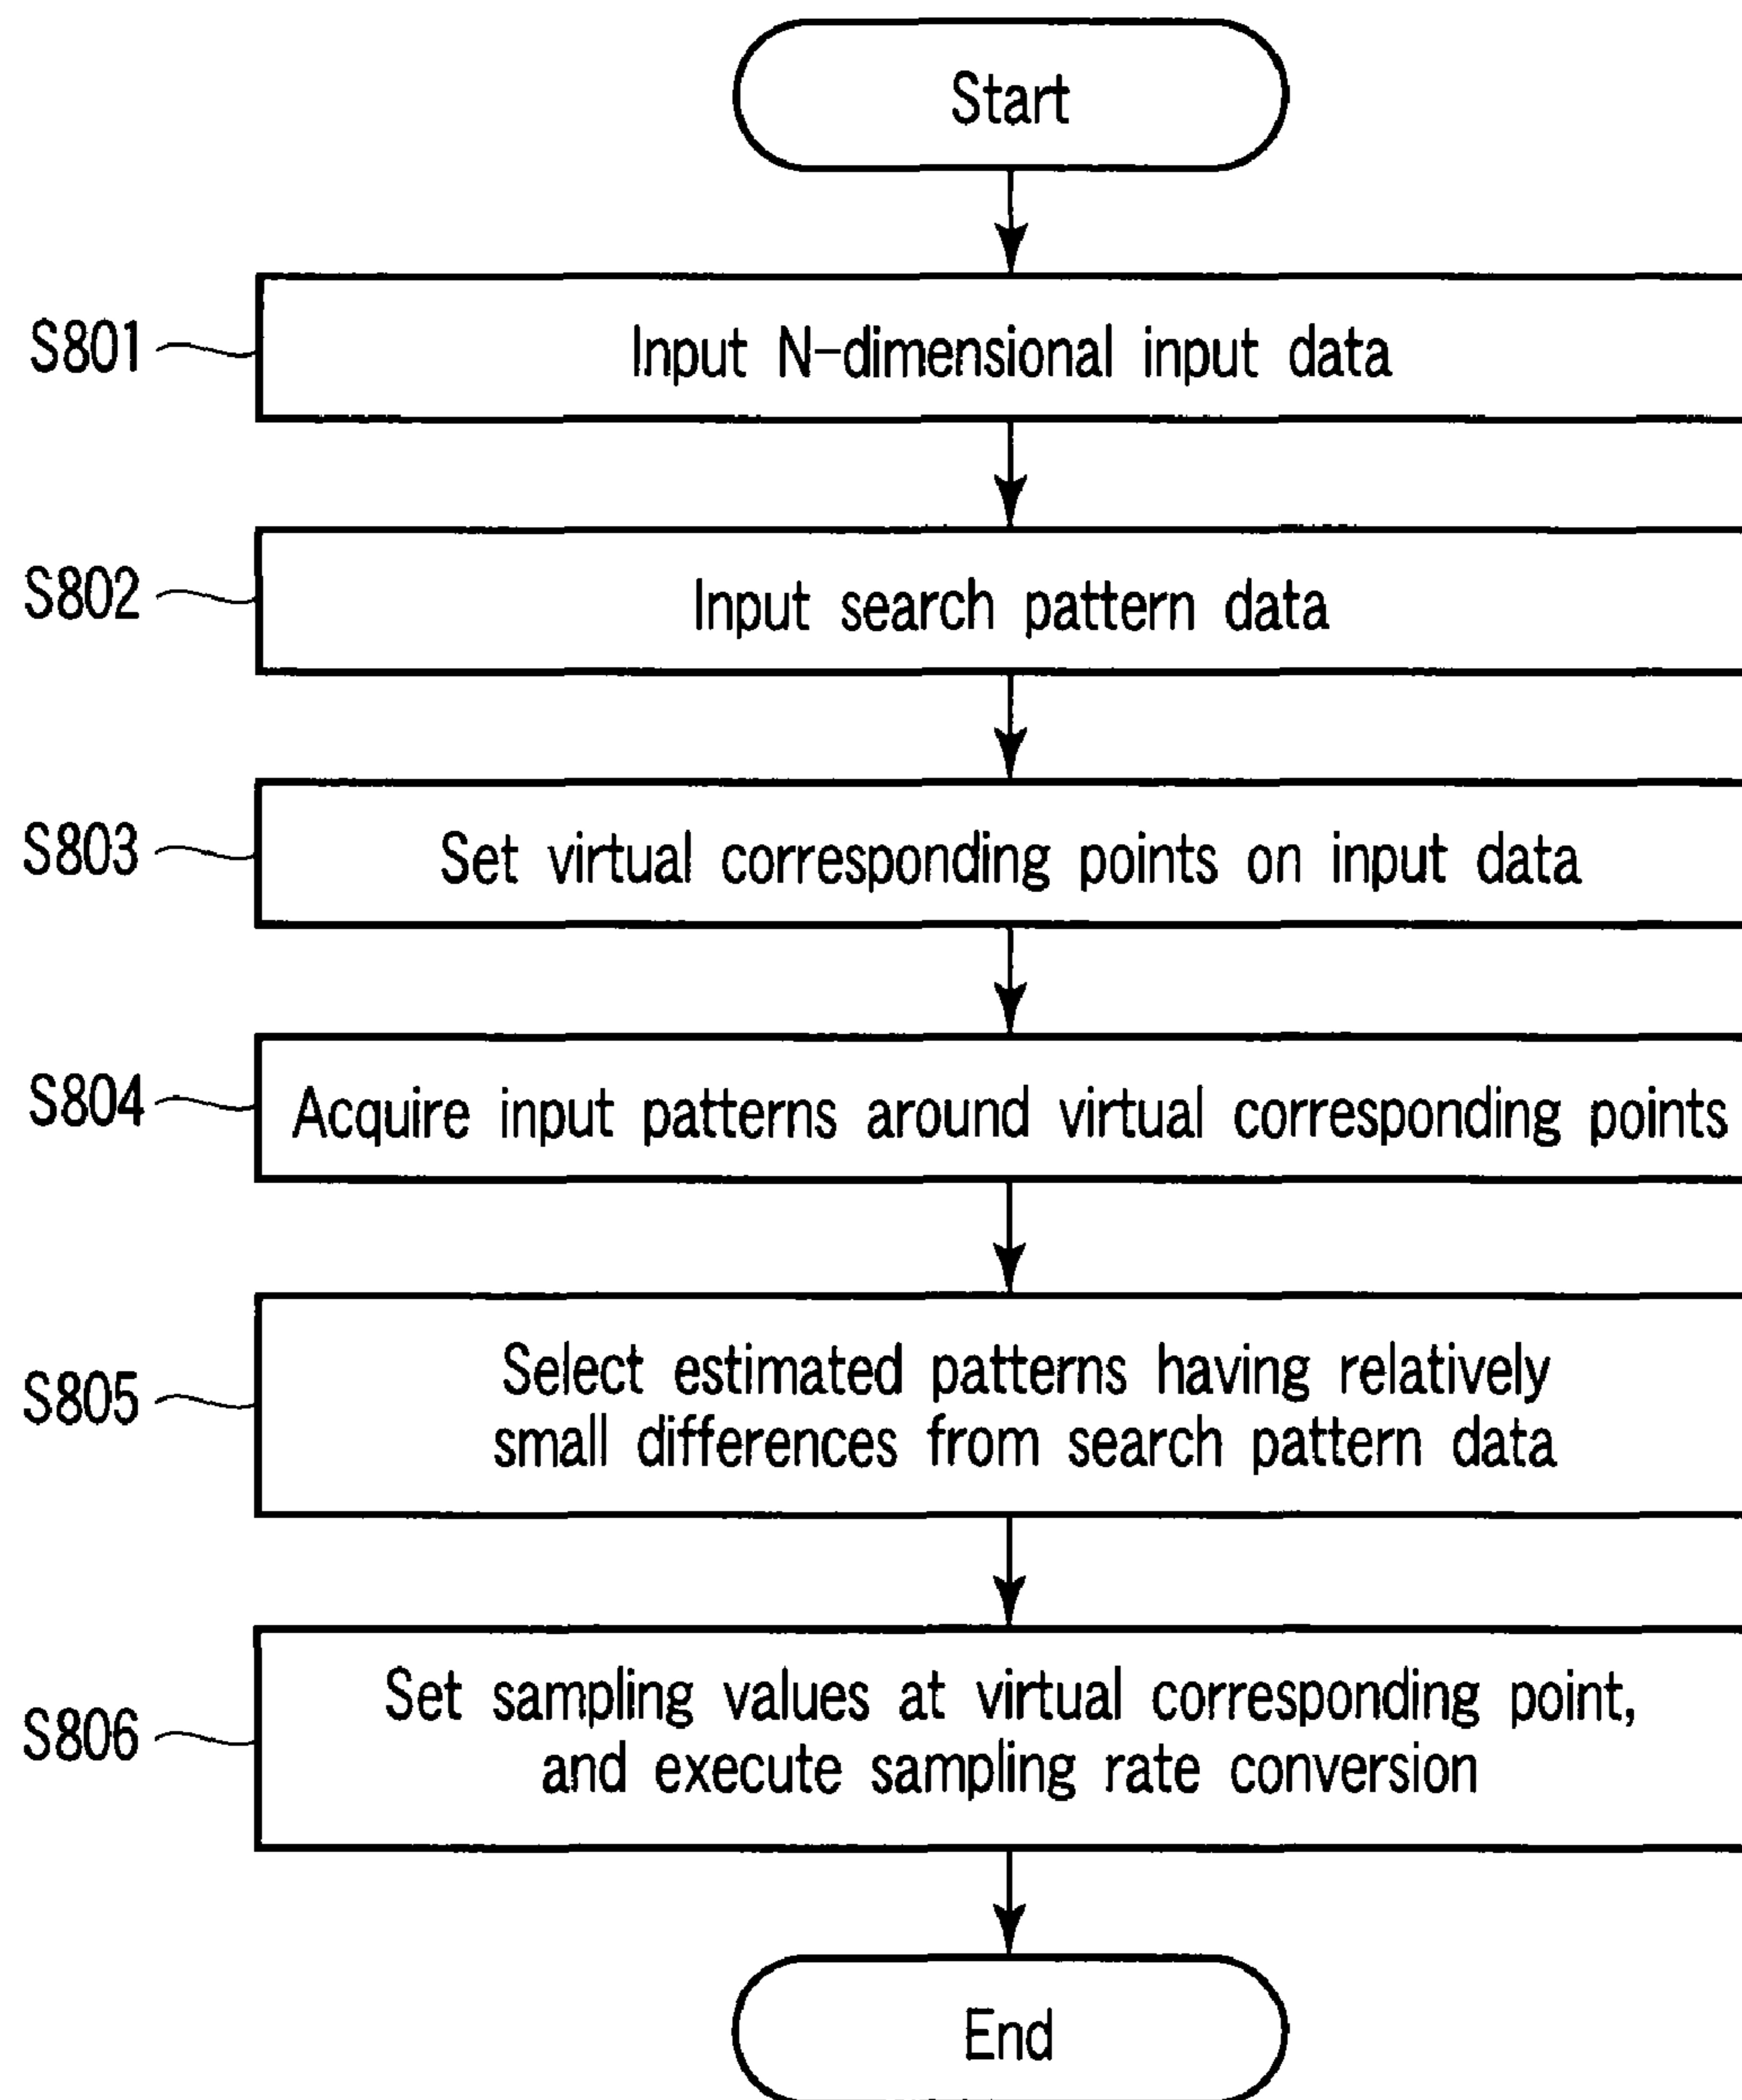 Start
S801
Input N-dimensional input data
S802
Input search pattern data
S803
Set virtual corresponding points on input data
S804
Acquire input patterns around virtual corresponding points
S805
Select estimated patterns having relatively
small differences from search pattern data
S806
Set sampling values at virtual corresponding point,
and execute sampling rate conversion
End